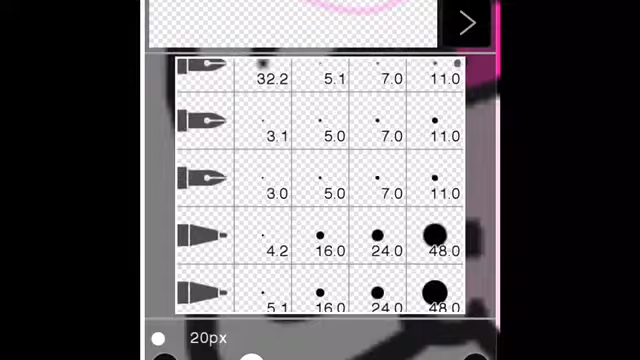 32.2 5.1 7.0 11.0
3.1 5.0 7.0 11.0
3.0 5.0 7.0 11.0
4.2 16.0 24.0 48.0
5.1 16.0 24.0 48.0
20px